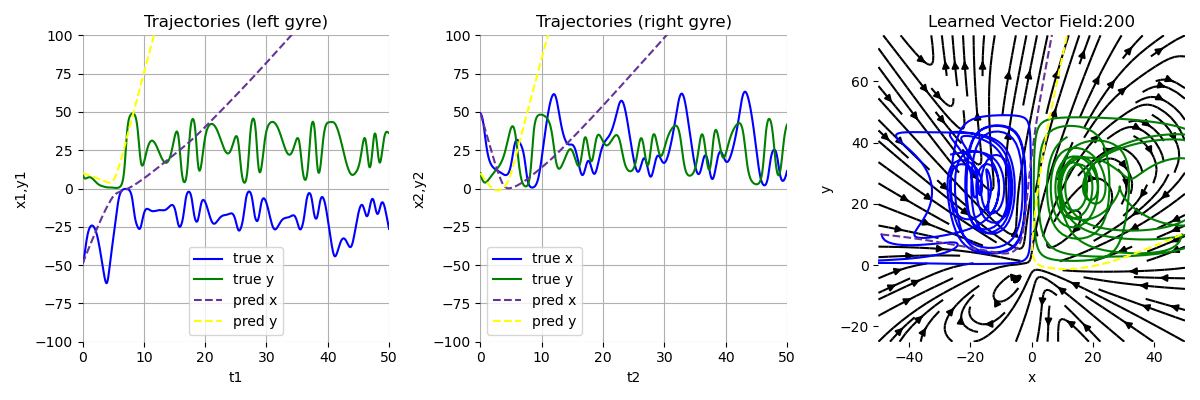 Trajectories (left gyre)
100
75
50
25
0
−25
−50
−75
−100
0
10
20
30
40
50
x1,y1
t1
true x
true y
pred x
pred y
Trajectories (right gyre)
100
75
50
25
0
−25
−50
−75
−100
0
10
20
30
40
50
x2,y2
t2
true x
true y
pred x
pred y
Learned Vector Field:200
60
40
20
0
−20
−40
−20
0
20
40
y
x